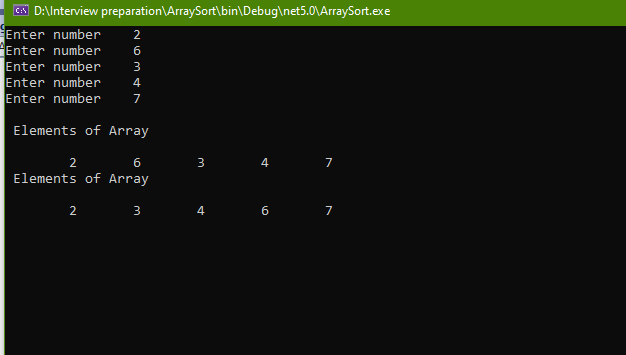 D:\Interview preparation\ArraySort\bin\Debug\net5.0\ArraySort.exe
Enter number    2
Enter number    6
Enter number    3
Enter number    4
Enter number    7
Elements of Array
2       6       3       4       7
Elements of Array
2       3       4       6       7